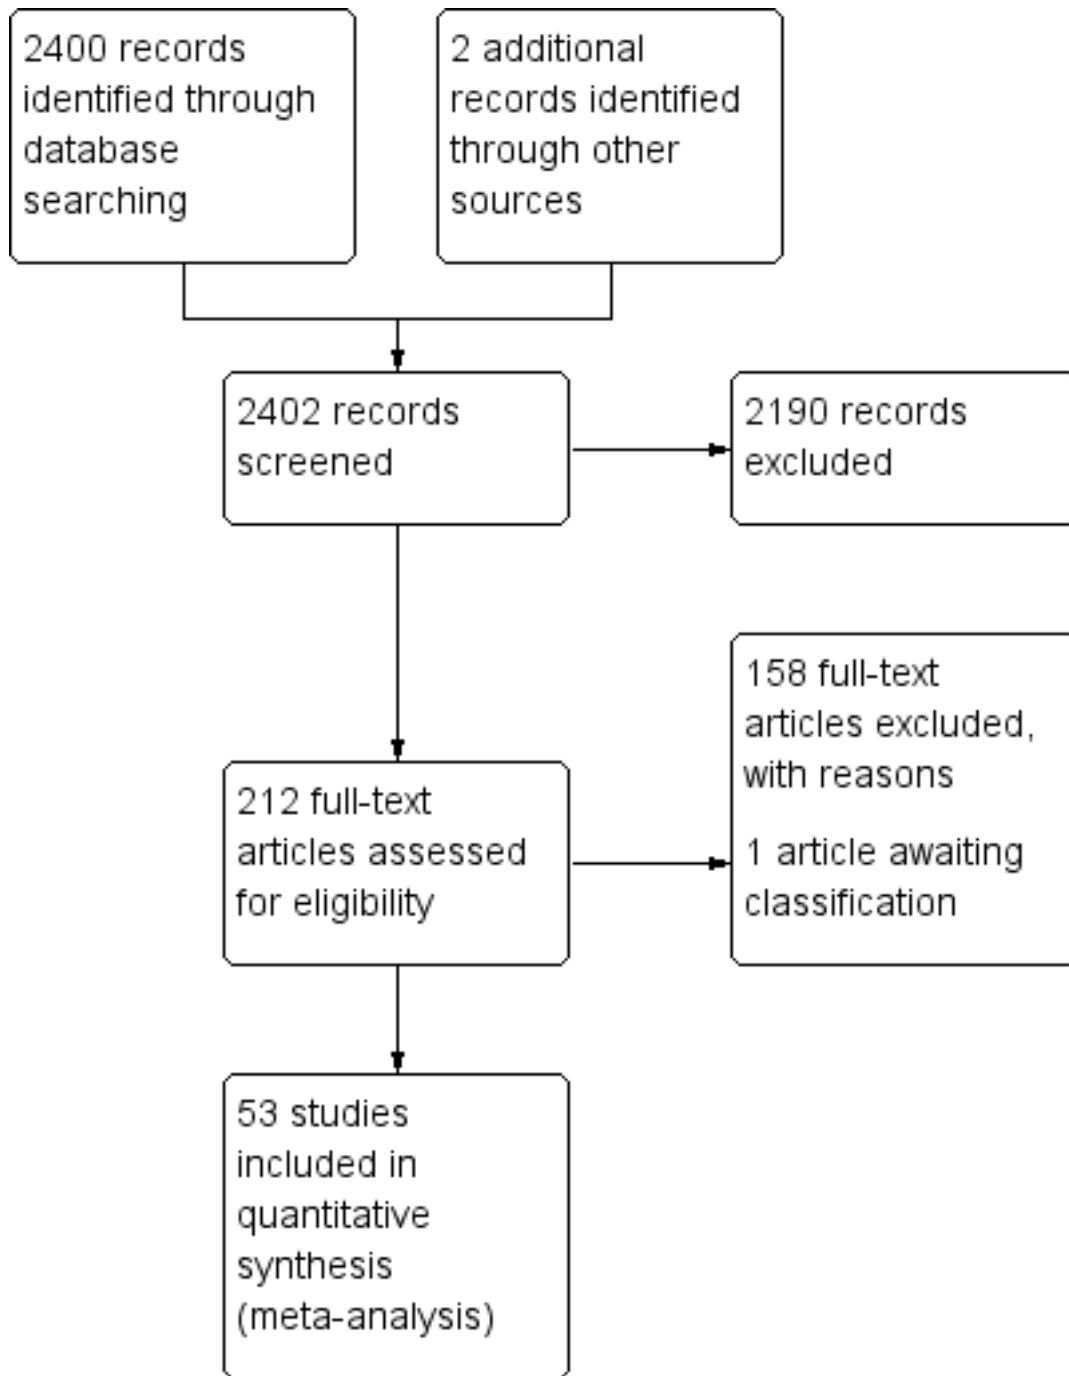 2400 records
identified through
database
searching
2 additional
records identified
through other
sources
2402 records
screened
2190 records
excluded
158 full-text
articles excluded,
with reasons
1 article awaiting
classification
212 full-text
articles assessed
for eligibility
53 studies
included in
quantitative
synthesis
(meta-analysis)